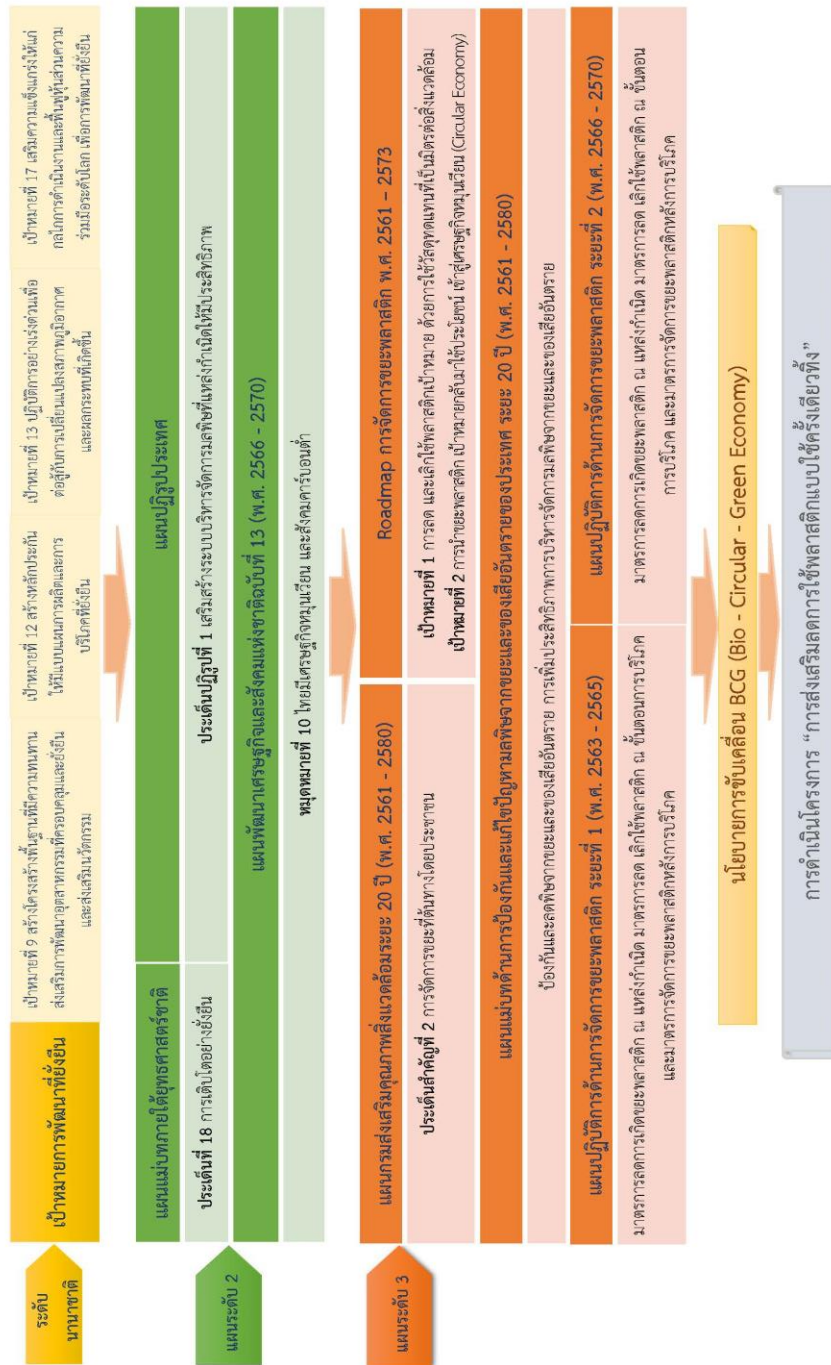 ระดับ
นานาชาติ
เป้าหมายการพัฒนาที่ยั่งยืน
เป้าหมายที่ 9 สร้างโครงสร้างพื้นฐานที่มีความทนทาน
ส่งเสริมการพัฒนาอุตสาหกรรมที่ครอบคลุมและยั่งยืน
และส่งเสริมนวัตกรรม
เป้าหมายที่ 12 สร้างหลักประกัน
ให้มีแบบแผนการผลิตและการ
บริโภคที่ยั่งยืน
เป้าหมายที่ 13 ปฏิบัติการอย่างเร่งด่วนเพื่อ
ต่อสู้กับการเปลี่ยนแปลงสภาพภูมิอากาศ
และผลกระทบที่เกิดขึ้น
เป้าหมายที่ 17 เสริมความแข็งแกร่งให้แก่
กลไกการดำเนินงานและฟื้นฟูหุ้นส่วนความ
ร่วมมือระดับโลก เพื่อการพัฒนาที่ยั่งยืน
แผนระดับ 2
แผนแม่บทภายใต้ยุทธศาสตร์ชาติ
แผนปฏิรูปประเทศ
ประเด็นที่ 18 การเติบโตอย่างยั่งยืน
ประเด็นปฏิรูปที่ 1 เสริมสร้างระบบบริหารจัดการมลพิษที่แหล่งกำเนิดให้มีประสิทธิภาพ
แผนพัฒนาเศรษฐกิจและสังคมแห่งชาติฉบับที่ 13 (พ.ศ. 2566 - 2570)
หมุดหมายที่ 10 ไทยมีเศรษฐกิจหมุนเวียน และสังคมคาร์บอนต่ำ
แผนระดับ 3
แผนกรมส่งเสริมคุณภาพสิ่งแวดล้อมระยะ 20 ปี (พ.ศ. 2561 - 2580)
Roadmap การจัดการขยะพลาสติก พ.ศ. 2561 – 2573
ประเด็นสำคัญที่ 2 การจัดการขยะที่ต้นทางโดยประชาชน
เป้าหมายที่ 1 การลด และเลิกใช้พลาสติกเป้าหมาย ด้วยการใช้วัสดุทดแทนที่เป็นมิตรต่อสิ่งแวดล้อม
เป้าหมายที่ 2 การนำขยะพลาสติก เป้าหมายกลับมาใช้ประโยชน์ เข้าสู่เศรษฐกิจหมุนเวียน (Circular Economy)
แผนแม่บทด้านการป้องกันและแก้ไขปัญหามลพิษจากขยะและของเสียอันตรายของประเทศ ระยะ 20 ปี (พ.ศ. 2561 - 2580)
ป้องกันและลดพิษจากขยะและของเสียอันตราย การเพิ่มประสิทธิภาพการบริหารจัดการมลพิษจากขยะและของเสียอันตราย
แผนปฏิบัติการด้านการจัดการขยะพลาสติก ระยะที่ 1 (พ.ศ. 2563 - 2565)
แผนปฏิบัติการด้านการจัดการขยะพลาสติก ระยะที่ 2 (พ.ศ. 2566 - 2570)
มาตรการลดการเกิดขยะพลาสติก ณ แหล่งกำเนิด มาตรการลด เลิกใช้พลาสติก ณ ขั้นตอนการบริโภค
และมาตรการจัดการขยะพลาสติกหลังการบริโภค
มาตรการลดการเกิดขยะพลาสติก ณ แหล่งกำเนิด มาตรการลด เลิกใช้พลาสติก ณ ขั้นตอน
การบริโภค และมาตรการจัดการขยะพลาสติกหลังการบริโภค
นโยบายการขับเคลื่อน BCG (Bio - Circular - Green Economy)
การดำเนินโครงการ “การส่งเสริมลดการใช้พลาสติกแบบใช้ครั้งเดียวทิ้ง”